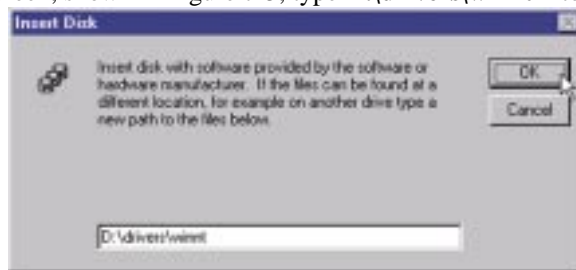 Insert Disk
Insert disk with software provided by the software or
hardware manufacturer. If the files can be found at a
different location, for example on another drive type a
new path to the files below.
OK
Cancel
D:\drivers\winnt